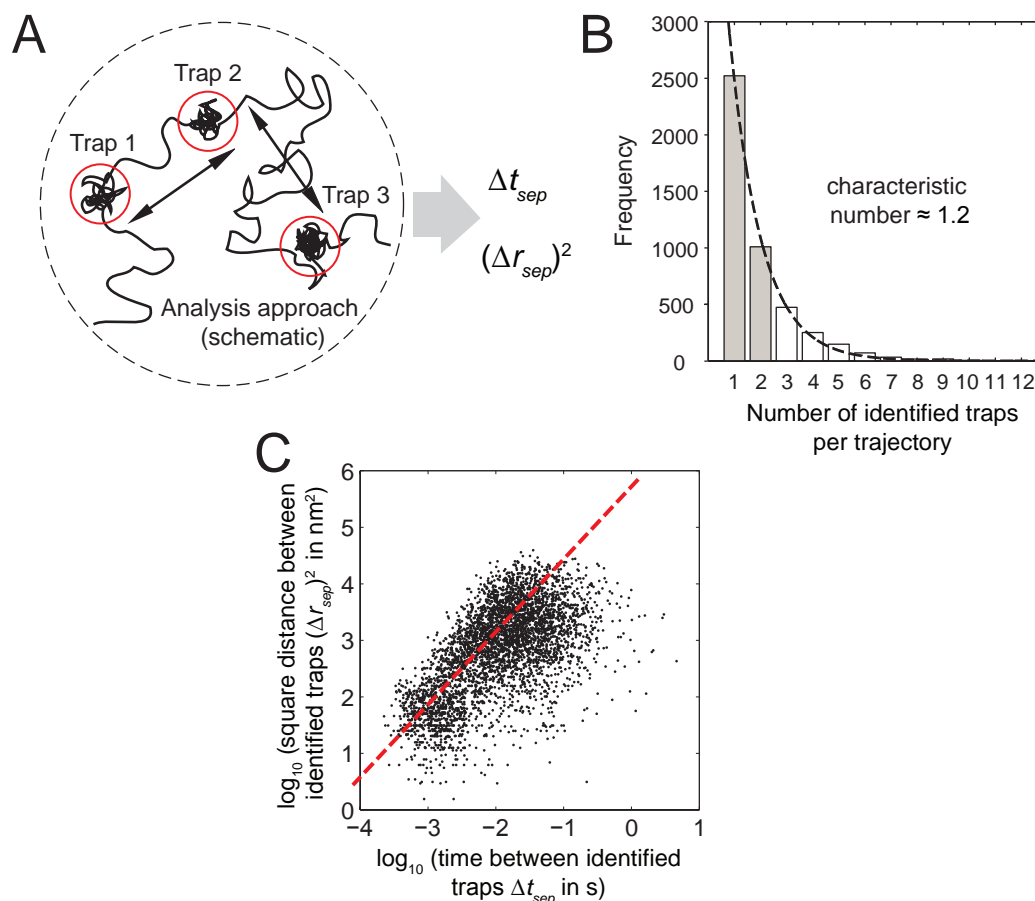 A
Trap 1
Trap 2
Trap 3
Analysis approach
(schematic)
Δt_sep
(Δr_sep)²
B
Frequency
3000
2500
2000
1500
1000
500
0
characteristic
number ≈ 1.2
1 2 3 4 5 6 7 8 9 10 11 12
Number of identified traps
per trajectory
C
log₁₀ (square distance between
identified traps (Δr_sep)² in nm²)
6
5
4
3
2
1
0
−4 −3 −2 −1 0 1
log₁₀ (time between identified
traps Δt_sep in s)